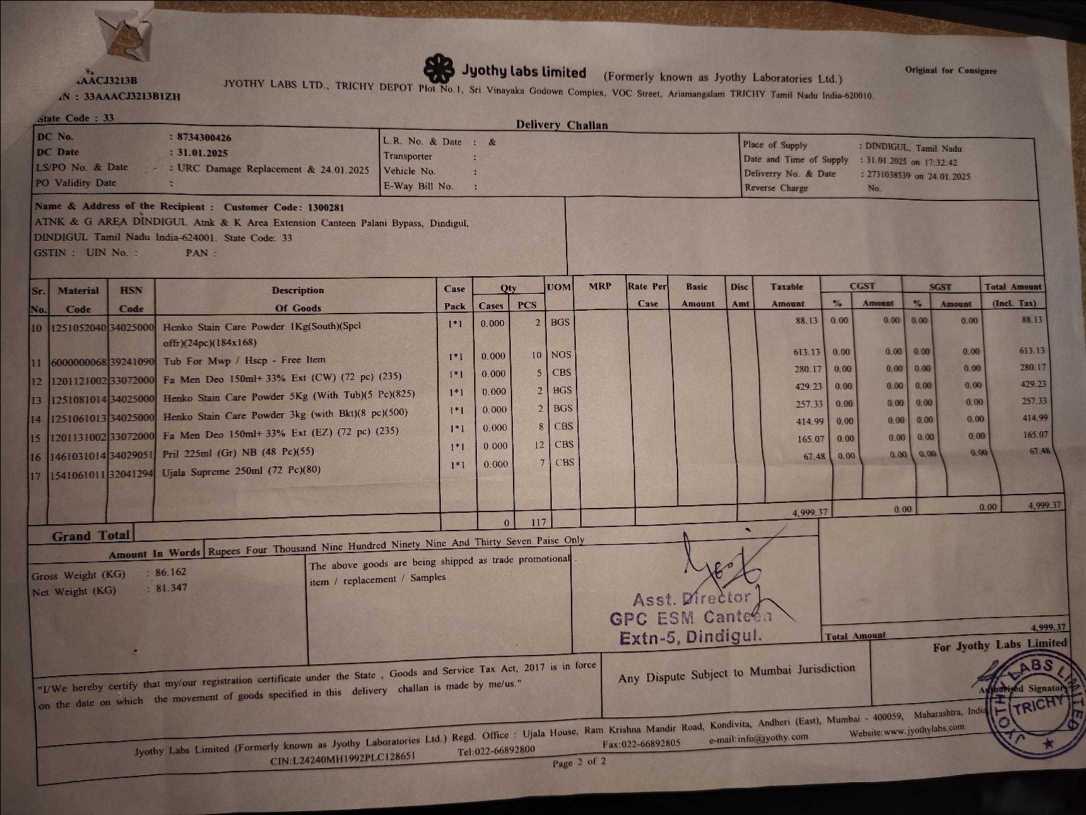 Jyothy labs limited (Formerly known as Jyothy Laboratories Ltd.)
Original for Consignee
AACJ3213B
JYOTHY LABS LTD., TRICHY DEPOT Plot No.1, Sri Vinayaka Godown Complex, VOC Street, Ariamangalam TRICHY Tamil Nadu India-620010.
N : 33AAACJ3213B1ZH
State Code : 33
Delivery Challan
DC No. : 8734300426
DC Date : 31.01.2025
LS/PO No. & Date : URC Damage Replacement & 24.01.2025
PO Validity Date :
L.R. No. & Date : &
Transporter :
Vehicle No. :
E-Way Bill No. :
Place of Supply : DINDIGUL, Tamil Nadu
Date and Time of Supply : 31.01.2025 on 17:32:42
Deliverry No. & Date : 2731038539 on 24.01.2025
Reverse Charge No.
Name & Address of the Recipient : Customer Code: 1300281
ATNK & G AREA DINDIGUL Atnk & K Area Extension Canteen Palani Bypass, Dindigul,
DINDIGUL Tamil Nadu India-624001. State Code: 33
GSTIN : UIN No. : PAN :
Sr. No. Material Code HSN Code Description Of Goods Case Pack Qty Cases PCS UOM MRP Rate Per Case Basic Amount Disc Amt Taxable Amount CGST % Amount SGST % Amount Total Amount (Incl. Tax)
10 1251052040 34025000 Henko Stain Care Powder 1Kg(South)(Spcl 1*1 0.000 2 BGS 88.13 0.00 0.00 0.00 0.00 88.13
offr)(24pc)(184x168)
11 6000000068 39241090 Tub For Mwp / Hscp - Free Item 1*1 0.000 10 NOS 613.13 0.00 0.00 0.00 0.00 613.13
12 1201121002 33072000 Fa Men Deo 150ml+ 33% Ext (CW) (72 pc) (235) 1*1 0.000 5 CBS 280.17 0.00 0.00 0.00 0.00 280.17
13 1251081014 34025000 Henko Stain Care Powder 5Kg (With Tub)(5 Pc)(825) 1*1 0.000 2 BGS 429.23 0.00 0.00 0.00 0.00 429.23
14 1251061013 34025000 Henko Stain Care Powder 3kg (with Bkt)(8 pc)(500) 1*1 0.000 2 BGS 257.33 0.00 0.00 0.00 0.00 257.33
15 1201131002 33072000 Fa Men Deo 150ml+ 33% Ext (EZ) (72 pc) (235) 1*1 0.000 8 CBS 414.99 0.00 0.00 0.00 0.00 414.99
16 1461031014 34029051 Pril 225ml (Gr) NB (48 Pc)(55) 1*1 0.000 12 CBS 165.07 0.00 0.00 0.00 0.00 165.07
17 1541061011 32041294 Ujala Supreme 250ml (72 Pc)(80) 1*1 0.000 7 CBS 67.48 0.00 0.00 0.00 0.00 67.48
Grand Total 0 117 4,999.37 0.00 0.00 4,999.37
Amount In Words Rupees Four Thousand Nine Hundred Ninety Nine And Thirty Seven Paise Only
Gross Weight (KG) : 86.162
Net Weight (KG) : 81.347
The above goods are being shipped as trade promotional
item / replacement / Samples
Asst. Director
GPC ESM Canteen
Extn-5, Dindigul.
Total Amount 4,999.37
For Jyothy Labs Limited
"I/We hereby certify that my/our registration certificate under the State , Goods and Service Tax Act, 2017 is in force
on the date on which the movement of goods specified in this delivery challan is made by me/us."
Any Dispute Subject to Mumbai Jurisdiction
Authorised Signatory
JYOTHY LABS LIMITED
TRICHY
Jyothy Labs Limited (Formerly known as Jyothy Laboratories Ltd.) Regd. Office : Ujala House, Ram Krishna Mandir Road, Kondivita, Andheri (East), Mumbai - 400059, Maharashtra, India
CIN:L24240MH1992PLC128651 Tel:022-66892800 Fax:022-66892805 e-mail:info@jyothy.com Website:www.jyothylabs.com
Page 2 of 2